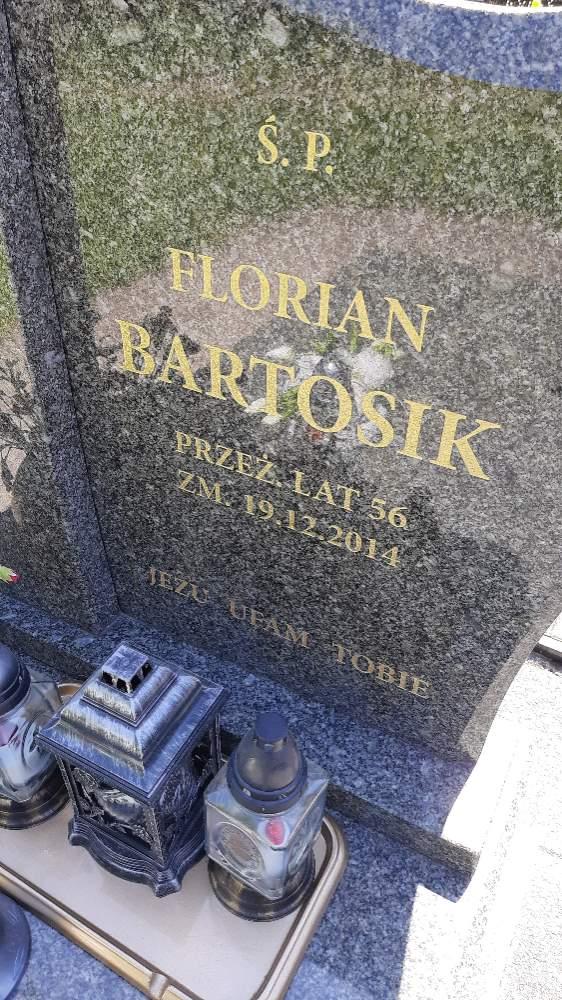 Ś. P.
FLORIAN
BARTOSIK
PRZEŻ. LAT 56
ZM. 19.12.2014
JEZU UFAM TOBIE